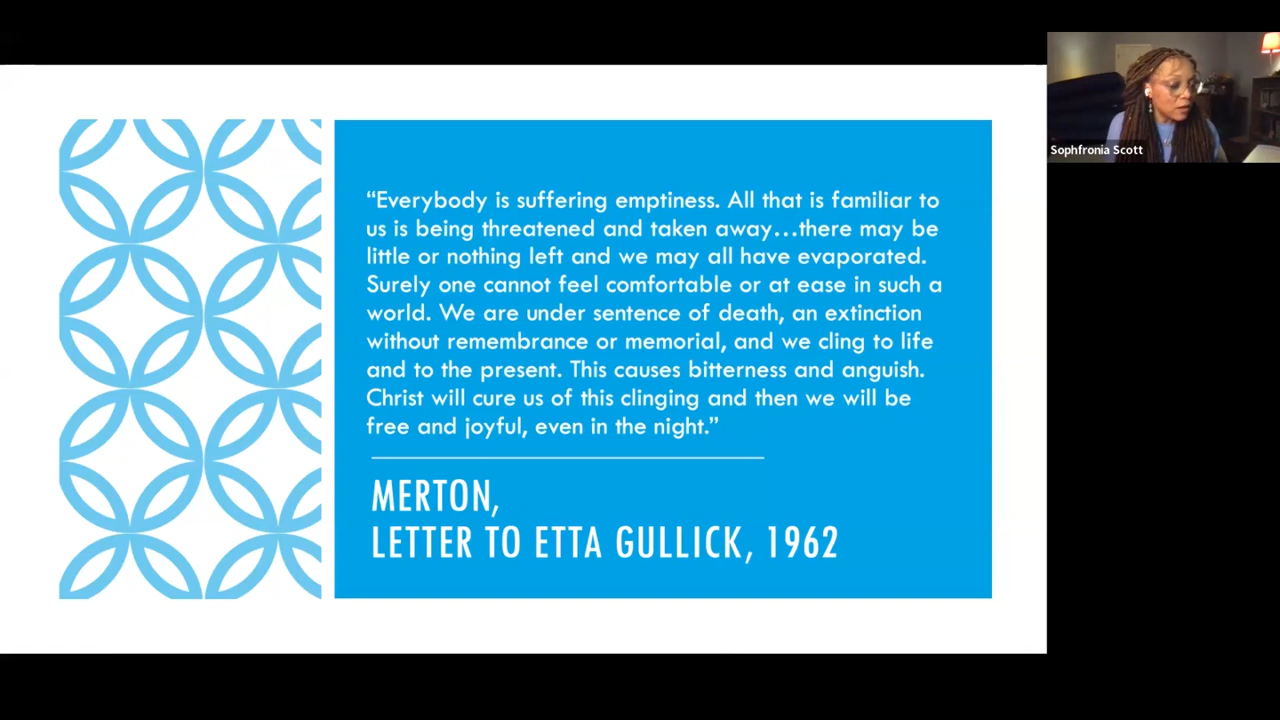 “Everybody is suffering emptiness. All that is familiar to
us is being threatened and taken away…there may be
little or nothing left and we may all have evaporated.
Surely one cannot feel comfortable or at ease in such a
world. We are under sentence of death, an extinction
without remembrance or memorial, and we cling to life
and to the present. This causes bitterness and anguish.
Christ will cure us of this clinging and then we will be
free and joyful, even in the night.”
MERTON,
LETTER TO ETTA GULLICK, 1962
Sophfronia Scott